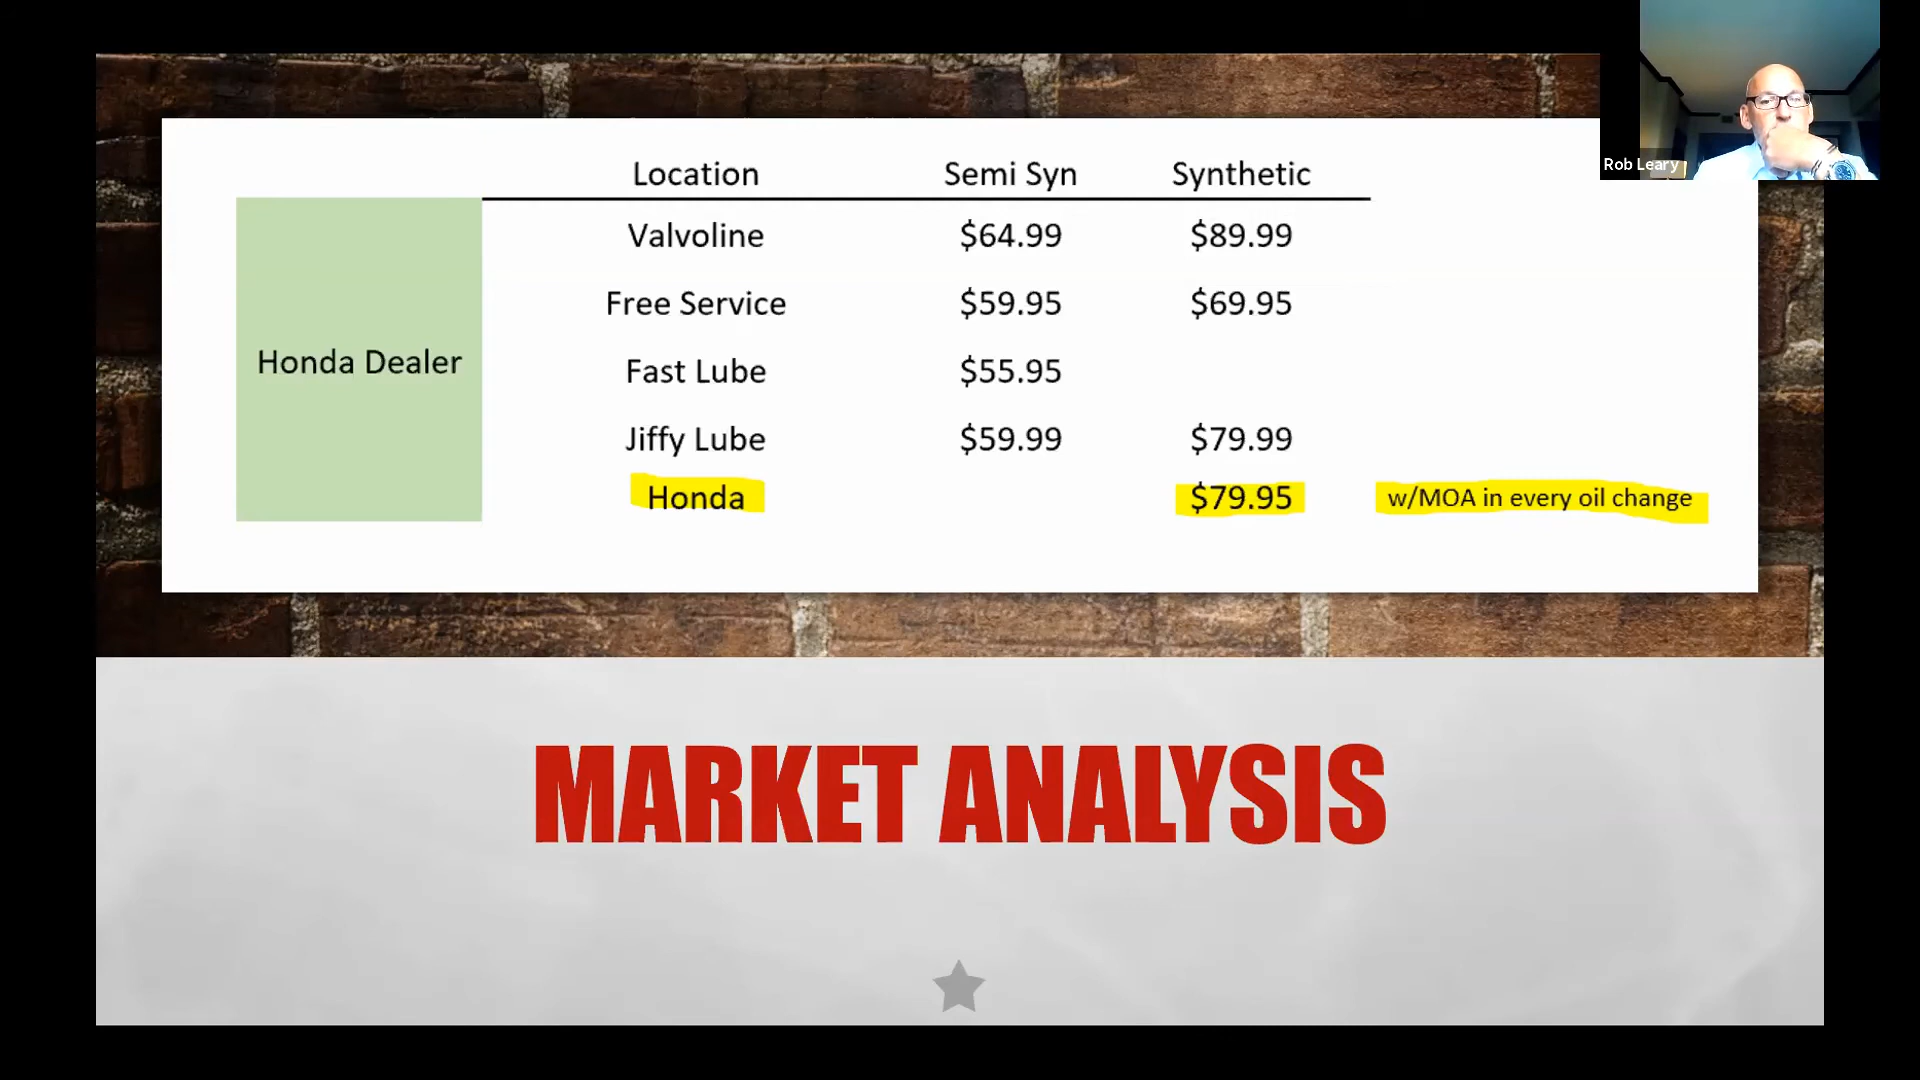 Rob Leary
Location Semi Syn Synthetic
Valvoline $64.99 $89.99
Free Service $59.95 $69.95
Honda Dealer
Fast Lube $55.95
Jiffy Lube $59.99 $79.99
Honda $79.95 w/MOA in every oil change
MARKET ANALYSIS